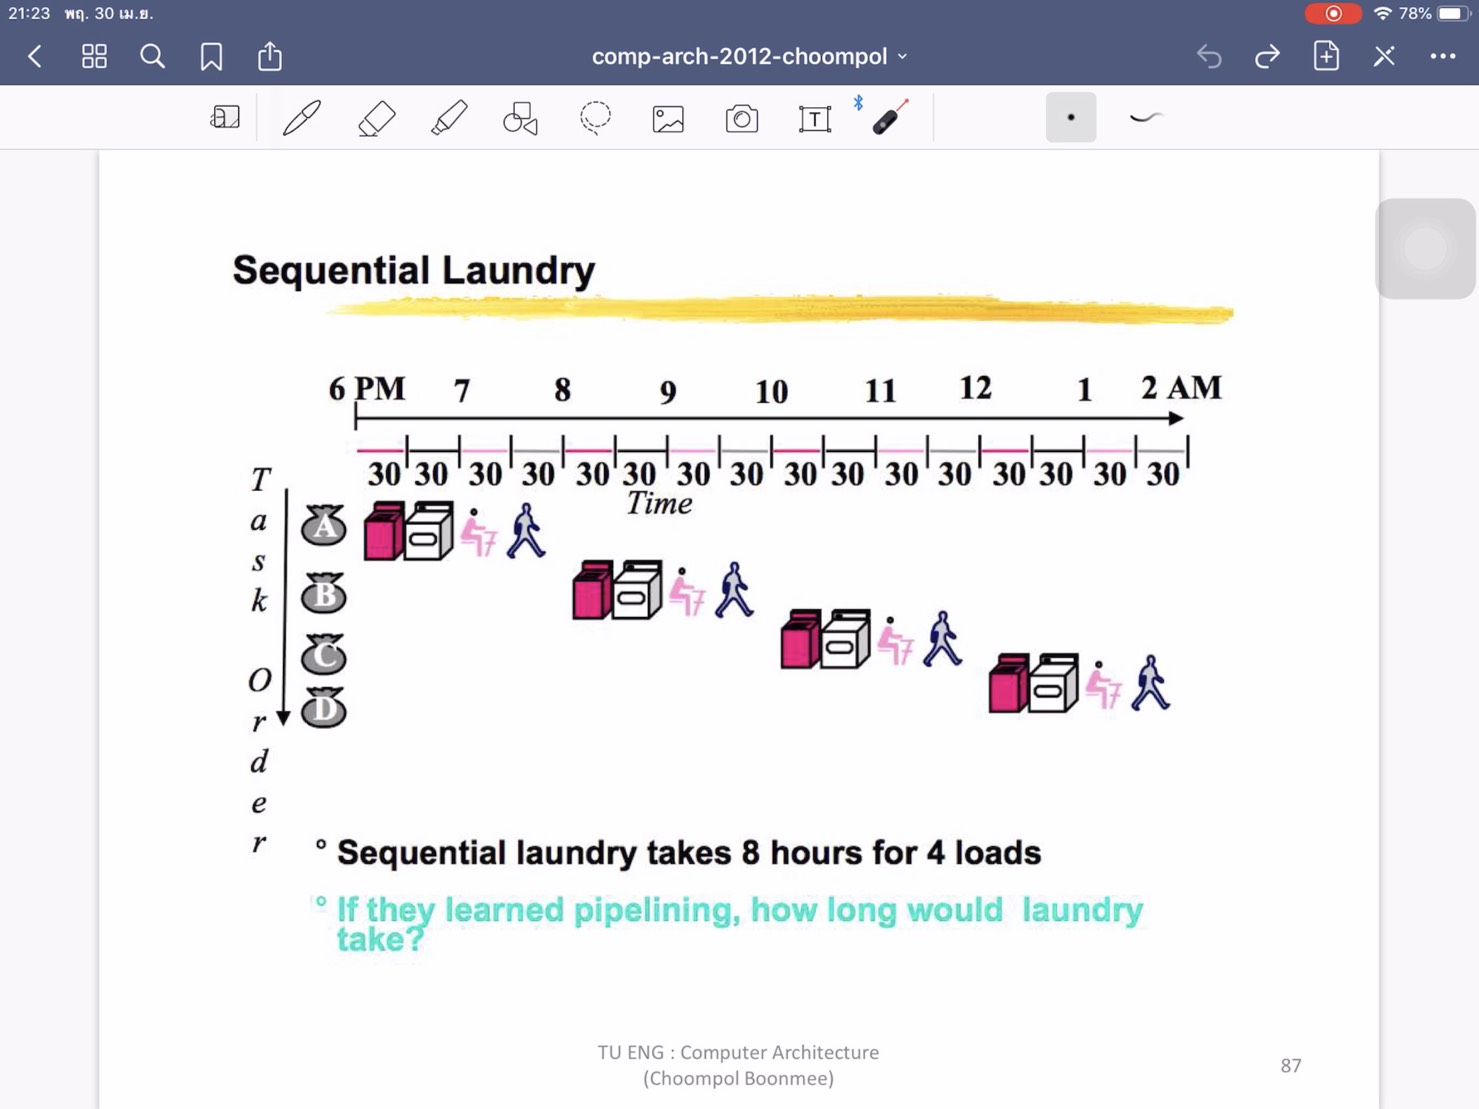 21:23 พฤ. 30 เม.ย. 78%
comp-arch-2012-choompol
Sequential Laundry
6 PM 7 8 9 10 11 12 1 2 AM
30 30 30 30 30 30 30 30 30 30 30 30 30 30 30 30
Time
Task Order
A
B
C
D
° Sequential laundry takes 8 hours for 4 loads
° If they learned pipelining, how long would laundry
take?
TU ENG : Computer Architecture
(Choompol Boonmee)
87